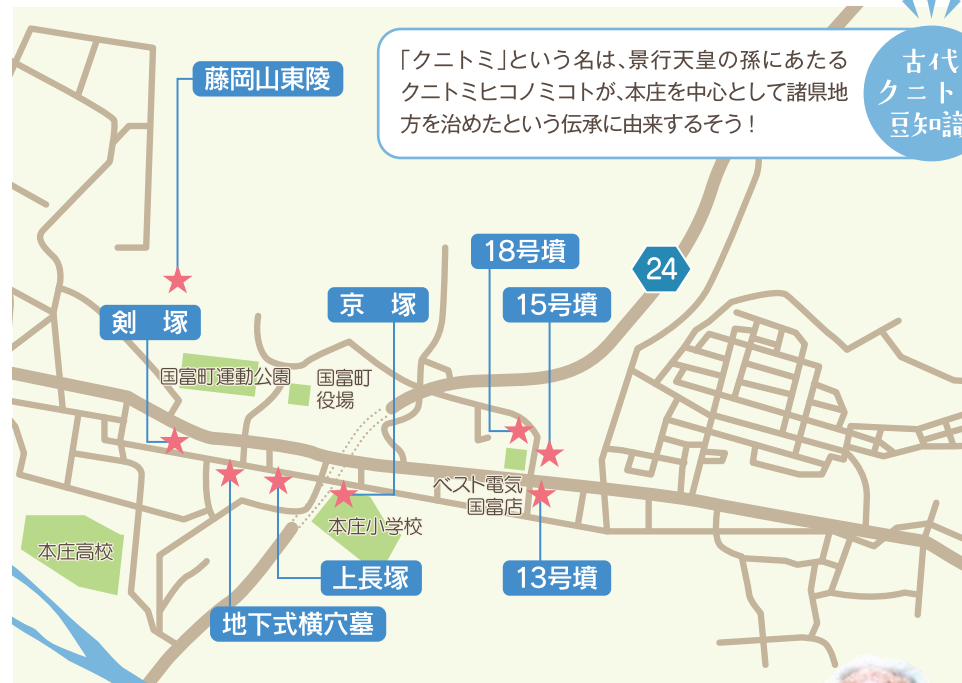 「クニトミ」という名は、景行天皇の孫にあたる
クニトミヒコノミコトが、本庄を中心として諸県地
方を治めたという伝承に由来するそう！
古代
クニト
豆知識
藤岡山東陵
18号墳
24
剣　塚
京　塚
15号墳
国富町運動公園
国富町
役場
ベスト電気
国富店
本庄小学校
本庄高校
上長塚
13号墳
地下式横穴墓